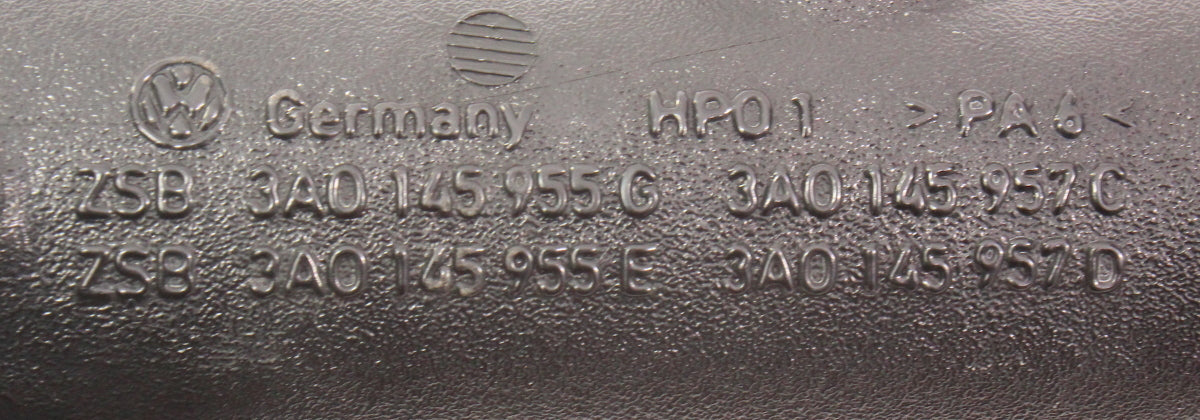 VW Germany HPO 1 >PA 6<
ZSB 3A0 145 955 G 3A0 145 957 C
ZSB 3A0 145 955 E 3A0 145 957 D